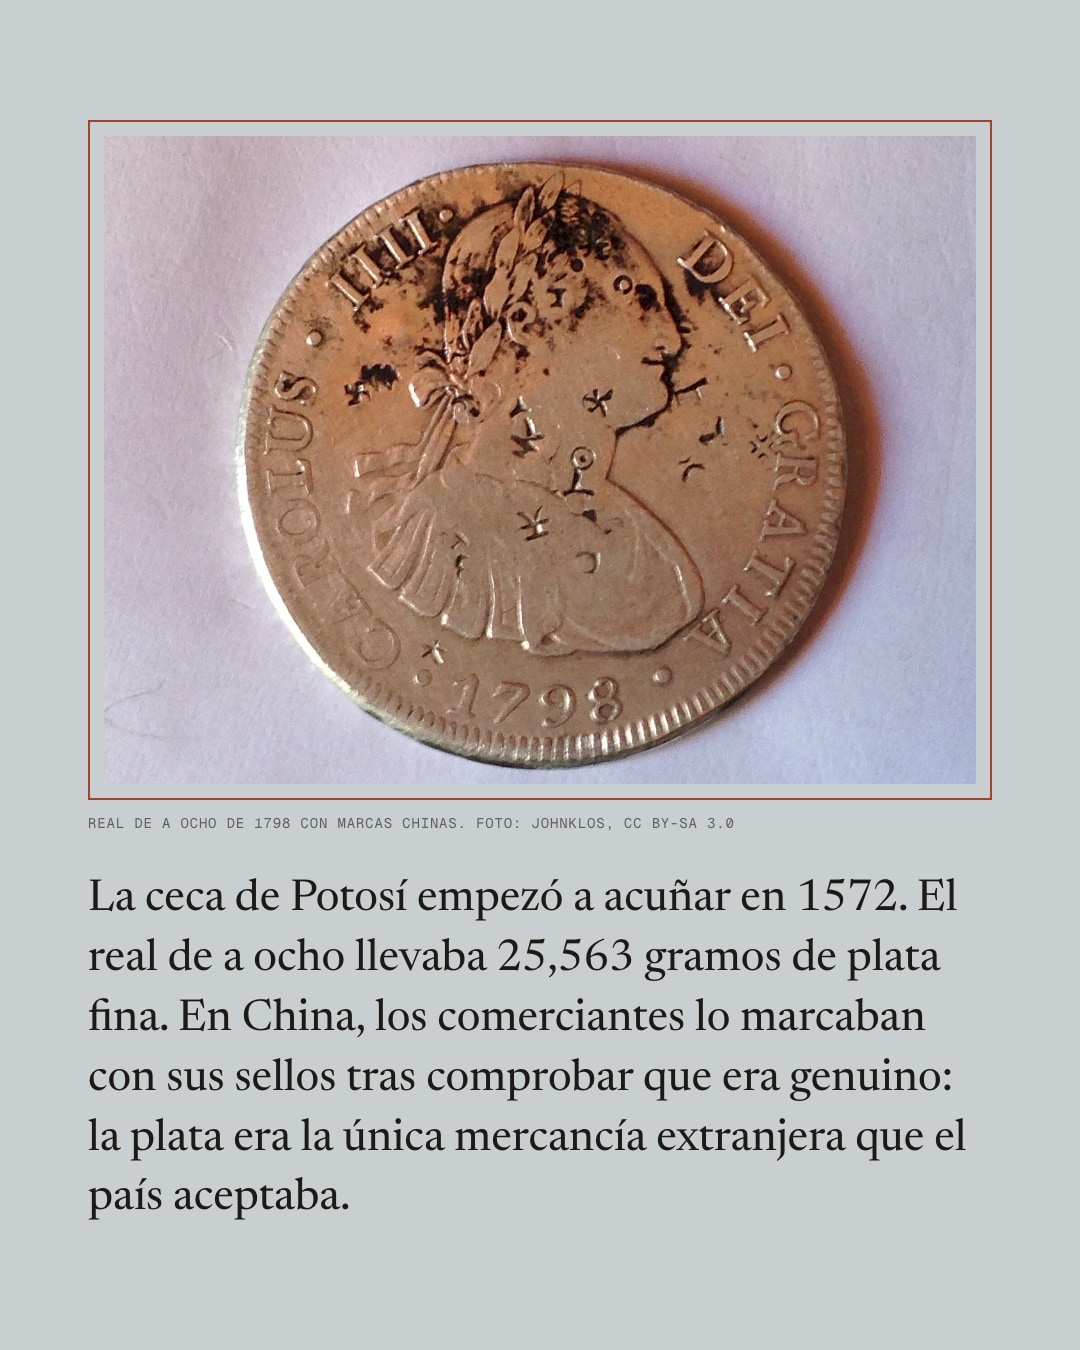 CAROLUS · IIII · DEI · GRATIA ·
· 1798 ·
REAL DE A OCHO DE 1798 CON MARCAS CHINAS. FOTO: JOHNKLOS, CC BY-SA 3.0
La ceca de Potosí empezó a acuñar en 1572. El
real de a ocho llevaba 25,563 gramos de plata
fina. En China, los comerciantes lo marcaban
con sus sellos tras comprobar que era genuino:
la plata era la única mercancía extranjera que el
país aceptaba.